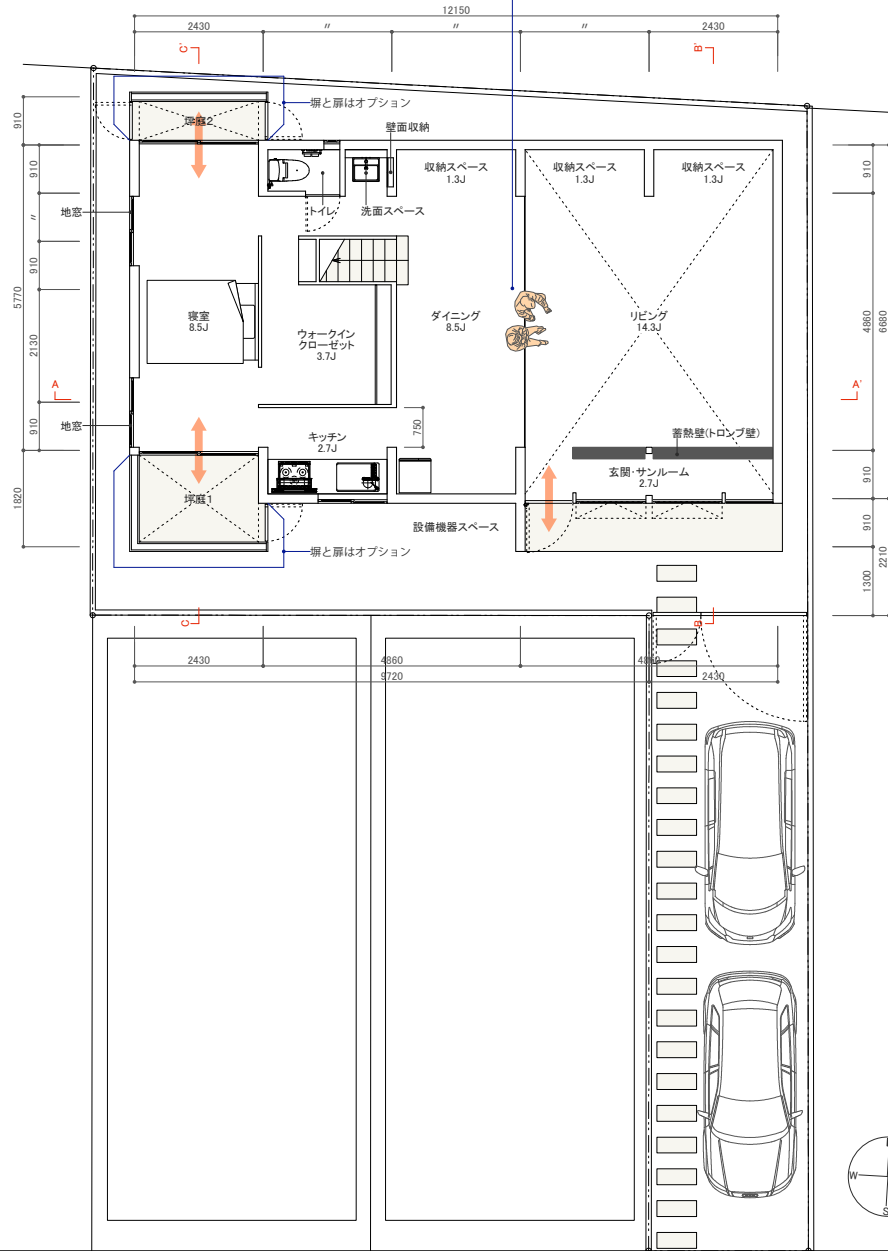 12150
2430
〃
〃
〃
2430
C'
B'
塀と扉はオプション
坪庭2
壁面収納
910
910
〃
910
2130
910
5770
1820
地窓
地窓
トイレ
洗面スペース
収納スペース
1.3J
収納スペース
1.3J
収納スペース
1.3J
910
4860
6680
910
910
1300
2210
寝室
8.5J
ウォークイン
クローゼット
3.7J
ダイニング
8.5J
リビング
14.3J
A
A'
キッチン
2.7J
750
蓄熱壁(トロンブ壁)
玄関・サンルーム
2.7J
坪庭1
設備機器スペース
塀と扉はオプション
C
B
2430
4860
9720
2430
W
S